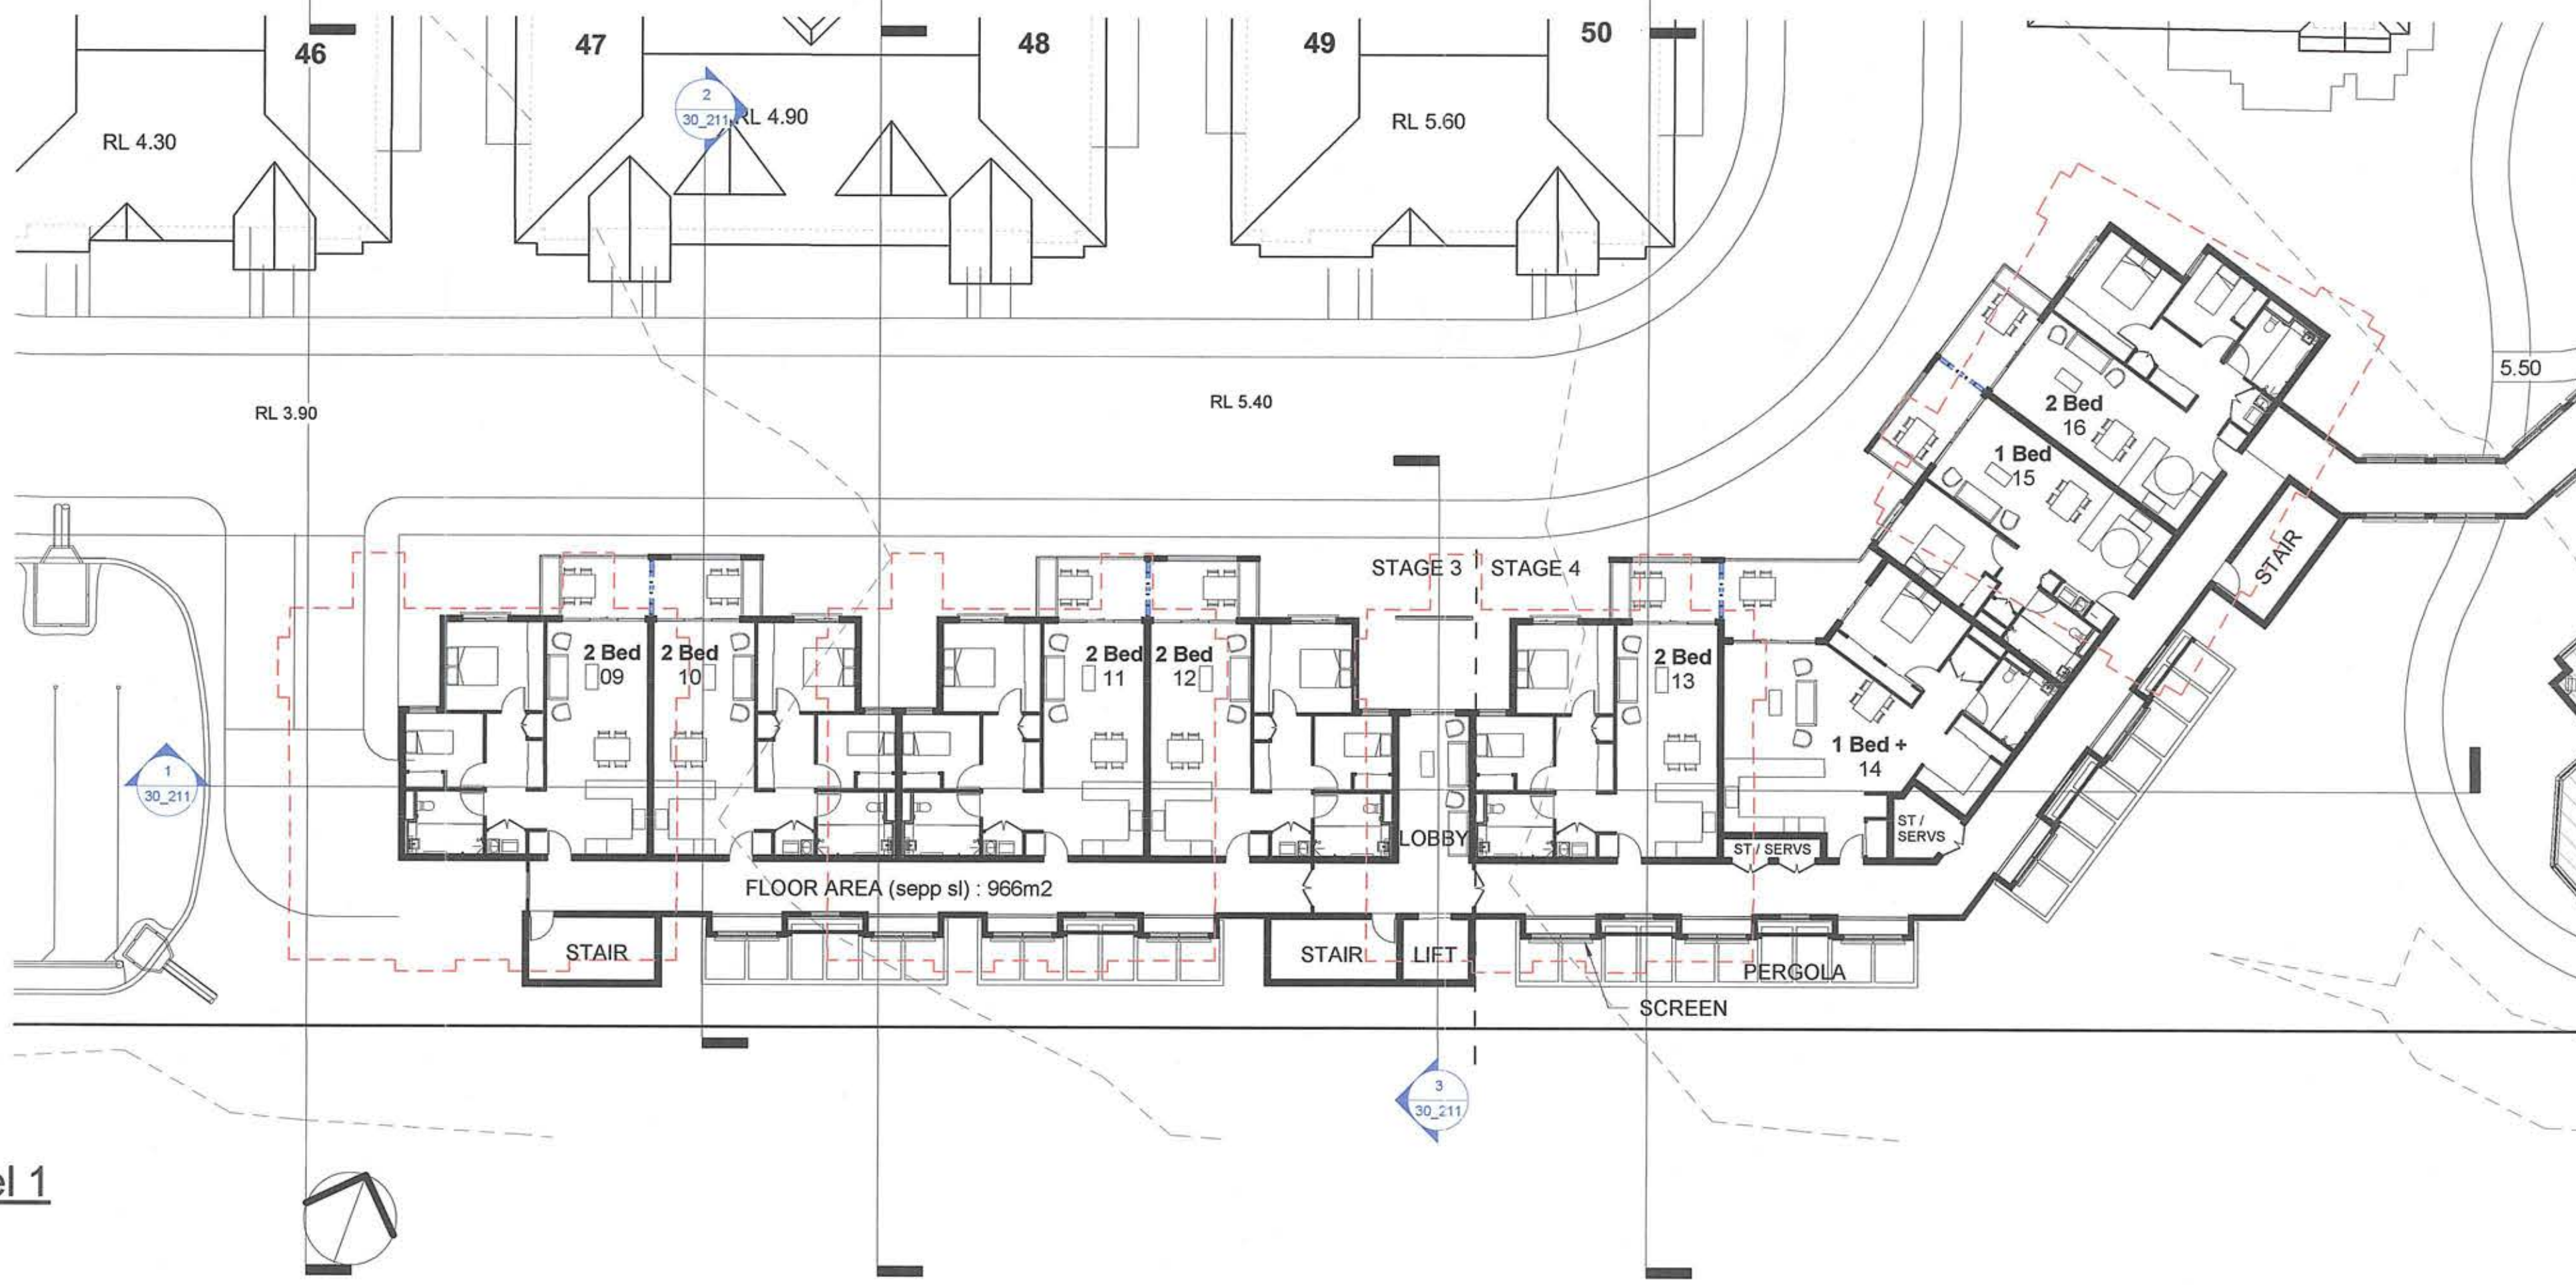 46
47
48
49
50
RL 4.30
2
30_211
RL 4.90
RL 5.60
RL 3.90
RL 5.40
5.50
2 Bed
16
1 Bed
15
STAGE 3
STAGE 4
STAIR
2 Bed
09
2 Bed
10
2 Bed
11
2 Bed
12
2 Bed
13
1 Bed +
14
1
30_211
LOBBY
ST / SERVS
ST /
SERVS
FLOOR AREA (sepp sl) : 966m2
STAIR
STAIR
LIFT
PERGOLA
SCREEN
3
30_211
el 1